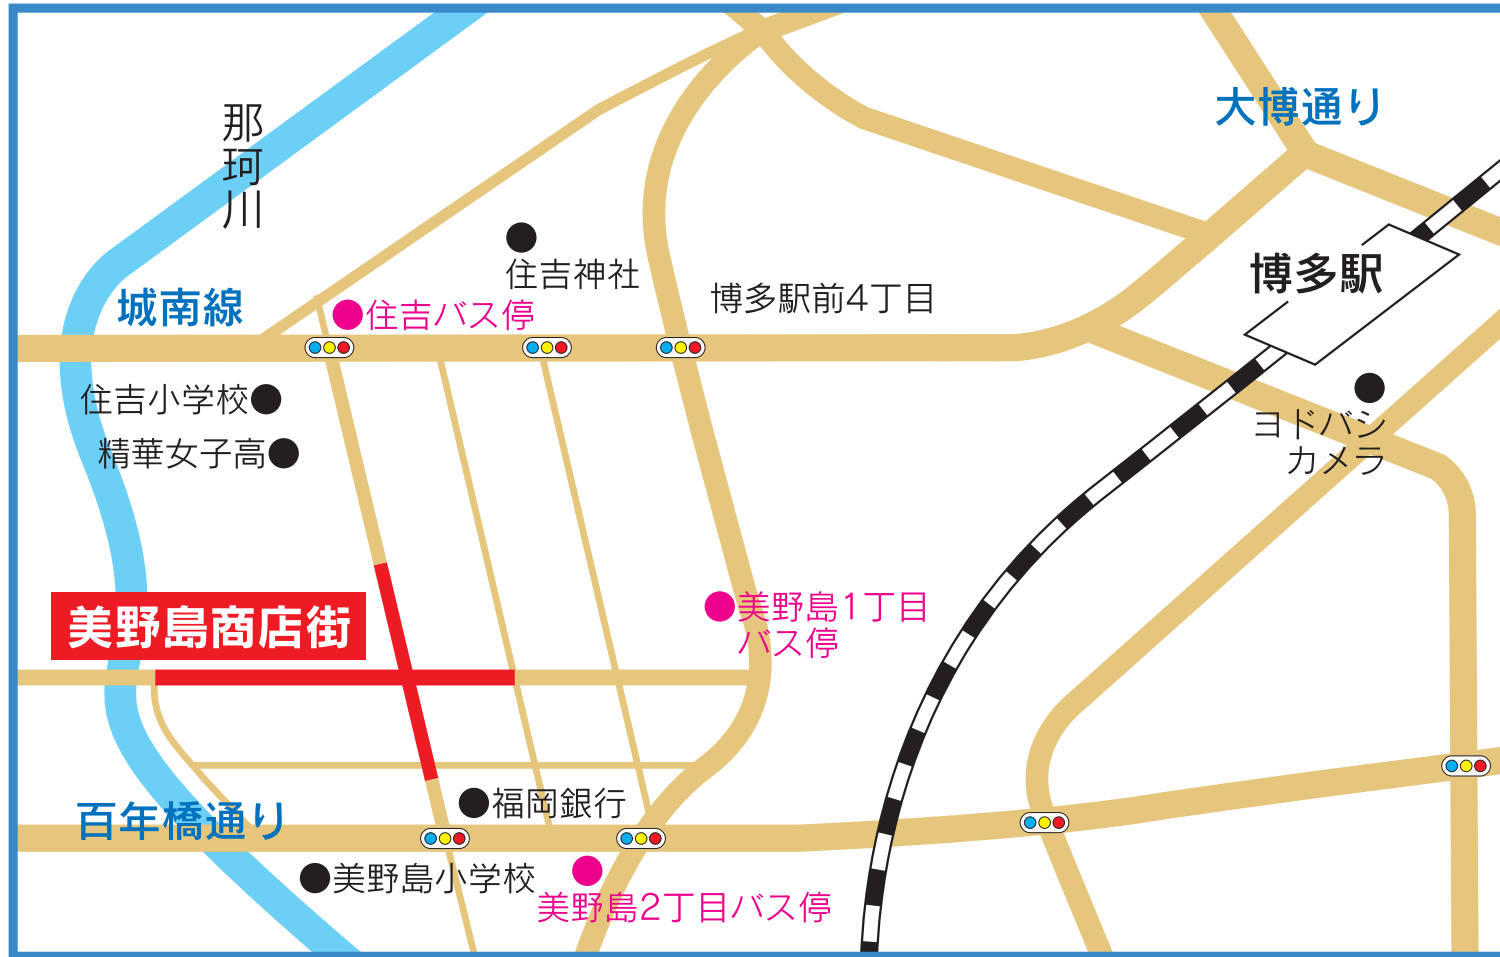 大博通り
那珂川
住吉神社
博多駅
博多駅前4丁目
城南線
住吉バス停
住吉小学校
ヨドバシ
カメラ
精華女子高
美野島1丁目
バス停
美野島商店街
福岡銀行
百年橋通り
美野島小学校
美野島2丁目バス停